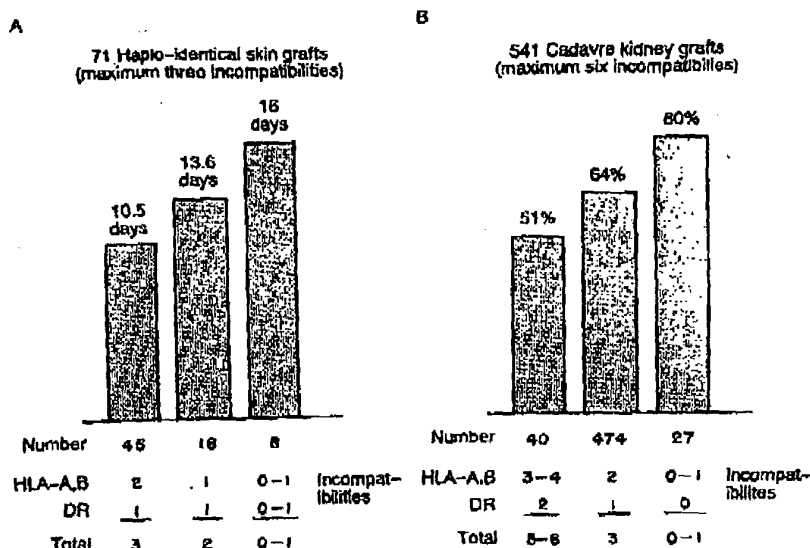 A
71 Haplo-identical skin grafts
(maximum three incompatibilities)
16
days
13.6
days
10.5
days
Number 45 18 8
HLA-A,B 2 1 0-1
DR 1 1 0-1
Incompat-
ibilities
Total 3 2 0-1
B
541 Cadavre kidney grafts
(maximum six incompatibilies)
80%
64%
51%
Number 40 474 27
HLA-A,B 3-4 2 0-1
DR 2 1 0
Incompat-
ibilites
Total 5-6 3 0-1